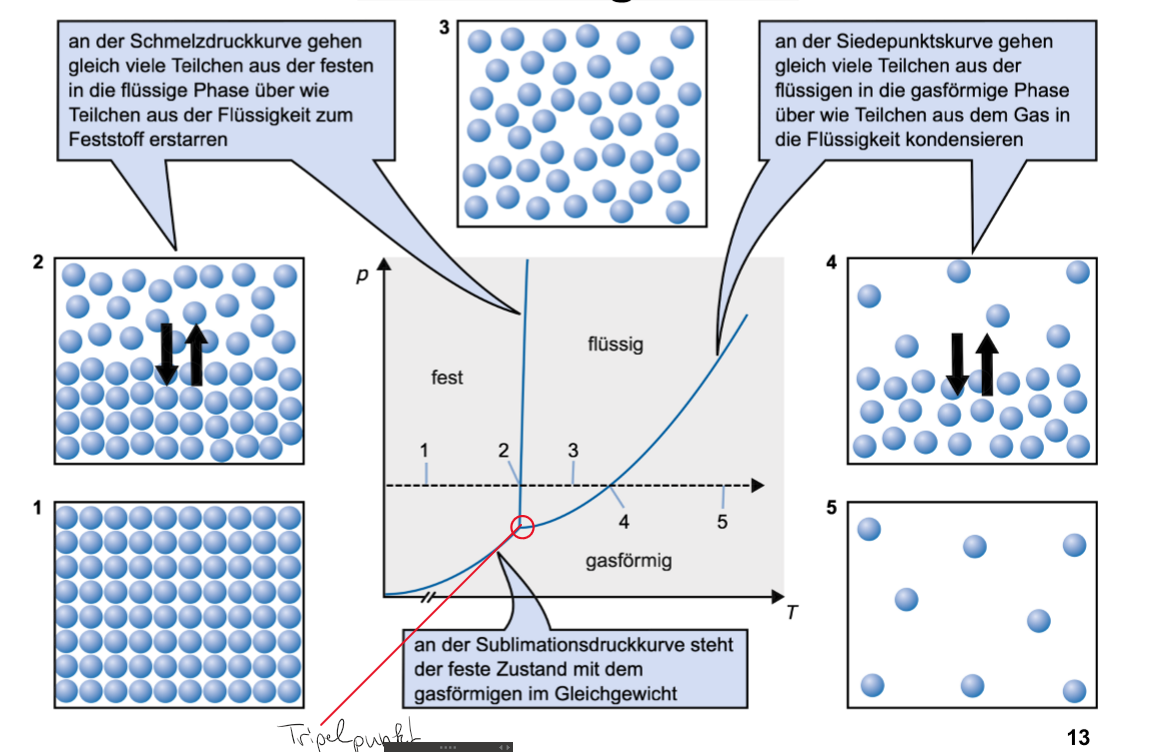 an der Schmelzdruckkurve gehen
gleich viele Teilchen aus der festen
in die flüssige Phase über wie
Teilchen aus der Flüssigkeit zum
Feststoff erstarren
3
an der Siedepunktskurve gehen
gleich viele Teilchen aus der
flüssigen in die gasförmige Phase
über wie Teilchen aus dem Gas in
die Flüssigkeit kondensieren
2
p
4
flüssig
fest
1
2
3
4
5
gasförmig
T
1
5
an der Sublimationsdruckkurve steht
der feste Zustand mit dem
gasförmigen im Gleichgewicht
Tripelpunkt
13